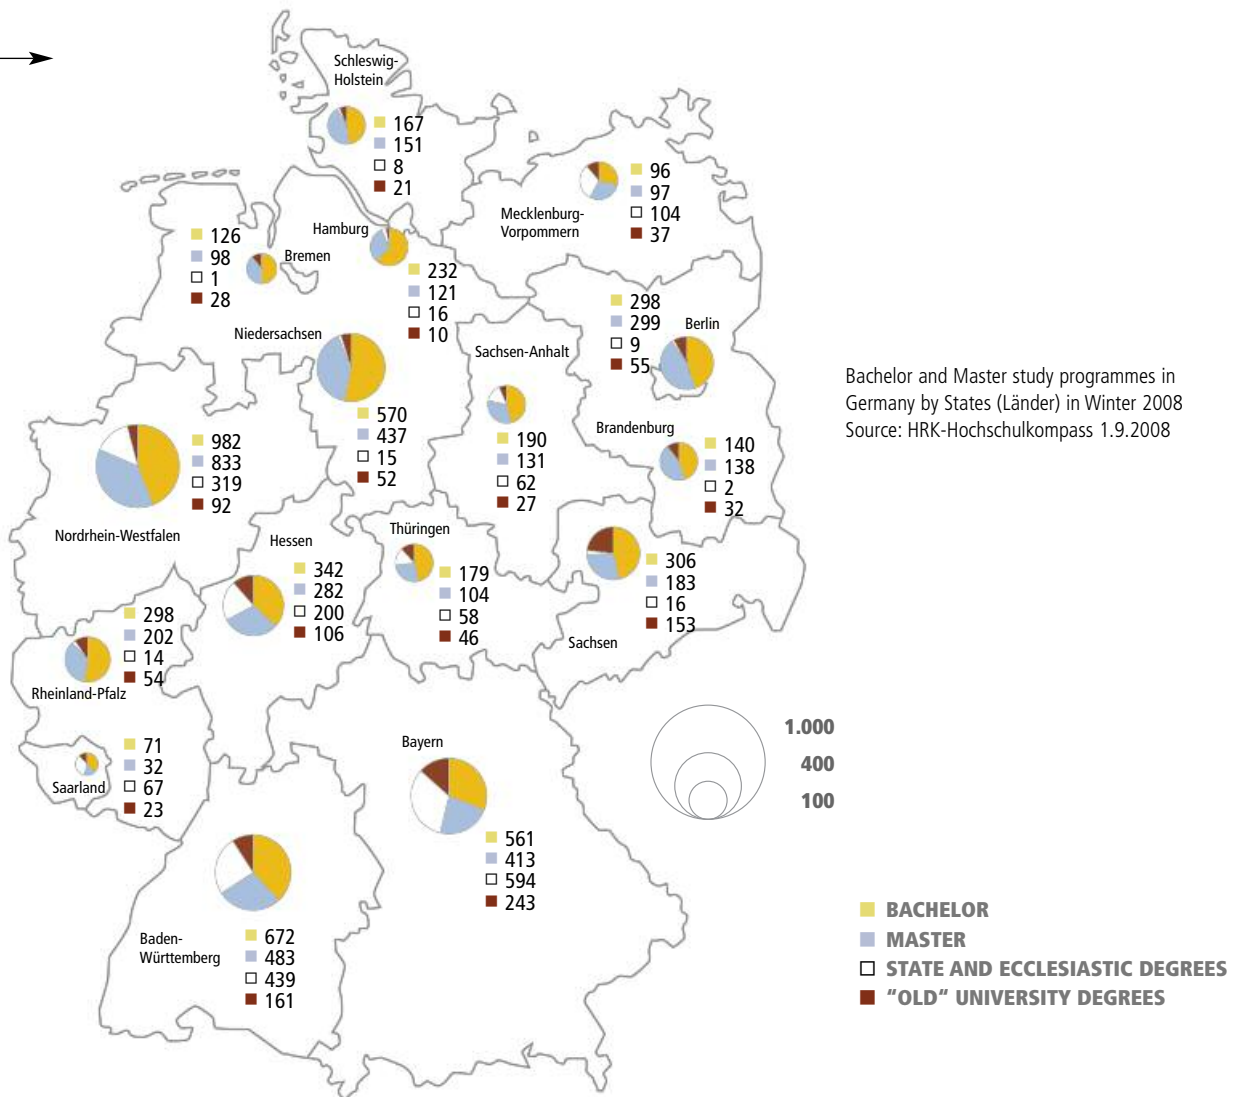 Schleswig-
Holstein
167
151
8
21
96
97
104
37
Mecklenburg-
Vorpommern
Hamburg
232
121
16
10
126
98
1
28
Bremen
Niedersachsen
570
437
15
52
298
299
9
55
Berlin
Sachsen-Anhalt
190
131
62
27
Brandenburg
140
138
2
32
Bachelor and Master study programmes in
Germany by States (Länder) in Winter 2008
Source: HRK-Hochschulkompass 1.9.2008
982
833
319
92
Nordrhein-Westfalen
Hessen
342
282
200
106
Thüringen
179
104
58
46
306
183
16
153
Sachsen
298
202
14
54
Rheinland-Pfalz
71
32
67
23
Saarland
Bayern
561
413
594
243
1.000
400
100
Baden-
Württemberg
672
483
439
161
BACHELOR
MASTER
STATE AND ECCLESIASTIC DEGREES
“OLD“ UNIVERSITY DEGREES